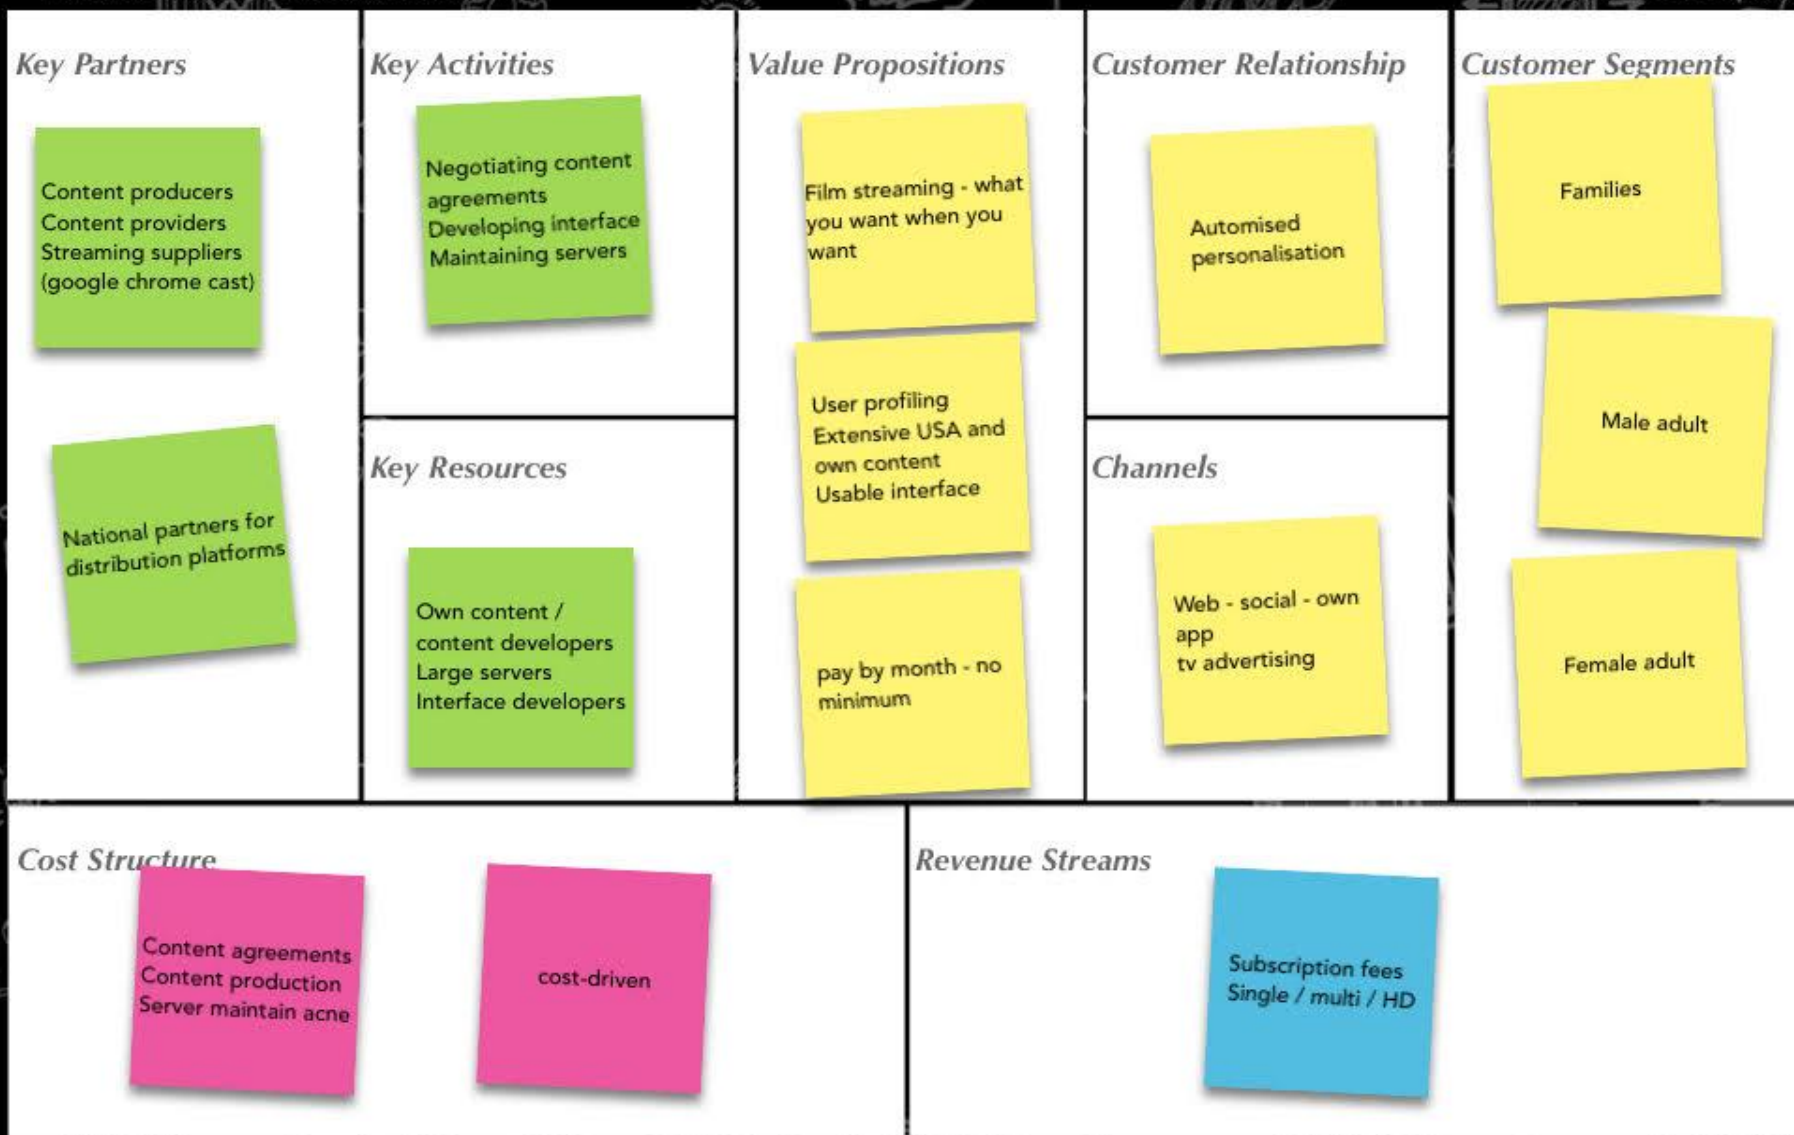 Key Partners
Content producers
Content providers
Streaming suppliers
(google chrome cast)
National partners for
distribution platforms
Key Activities
Negotiating content
agreements
Developing interface
Maintaining servers
Key Resources
Own content /
content developers
Large servers
Interface developers
Value Propositions
Film streaming - what
you want when you
want
User profiling
Extensive USA and
own content
Usable interface
pay by month - no
minimum
Customer Relationship
Automised
personalisation
Channels
Web - social - own
app
tv advertising
Customer Segments
Families
Male adult
Female adult
Cost Structure
Content agreements
Content production
Server maintain acne
cost-driven
Revenue Streams
Subscription fees
Single / multi / HD